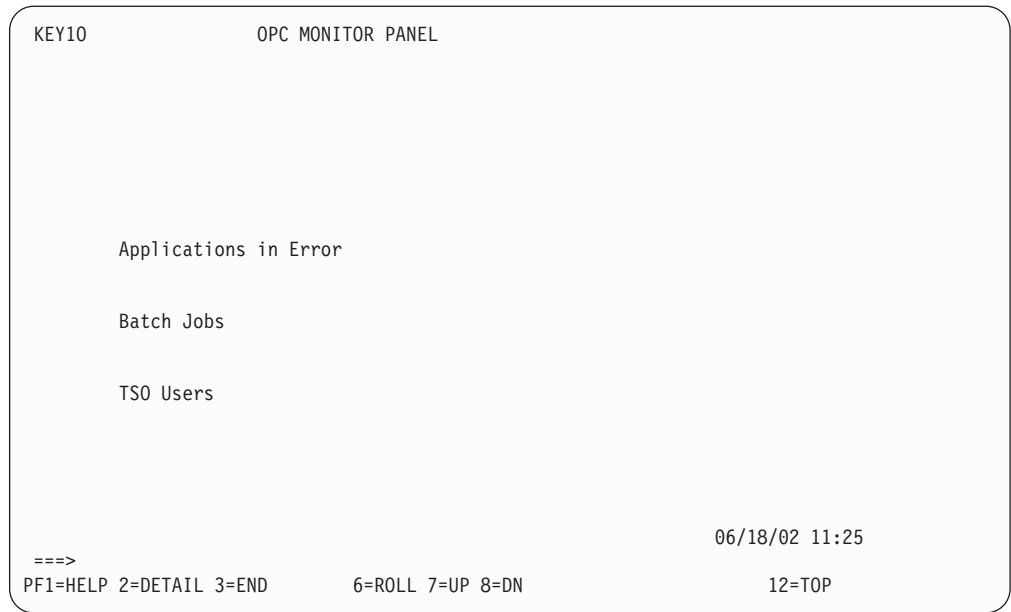 KEY1O OPC MONITOR PANEL
Applications in Error
Batch Jobs
TSO Users
06/18/02 11:25
===>
PF1=HELP 2=DETAIL 3=END 6=ROLL 7=UP 8=DN 12=TOP